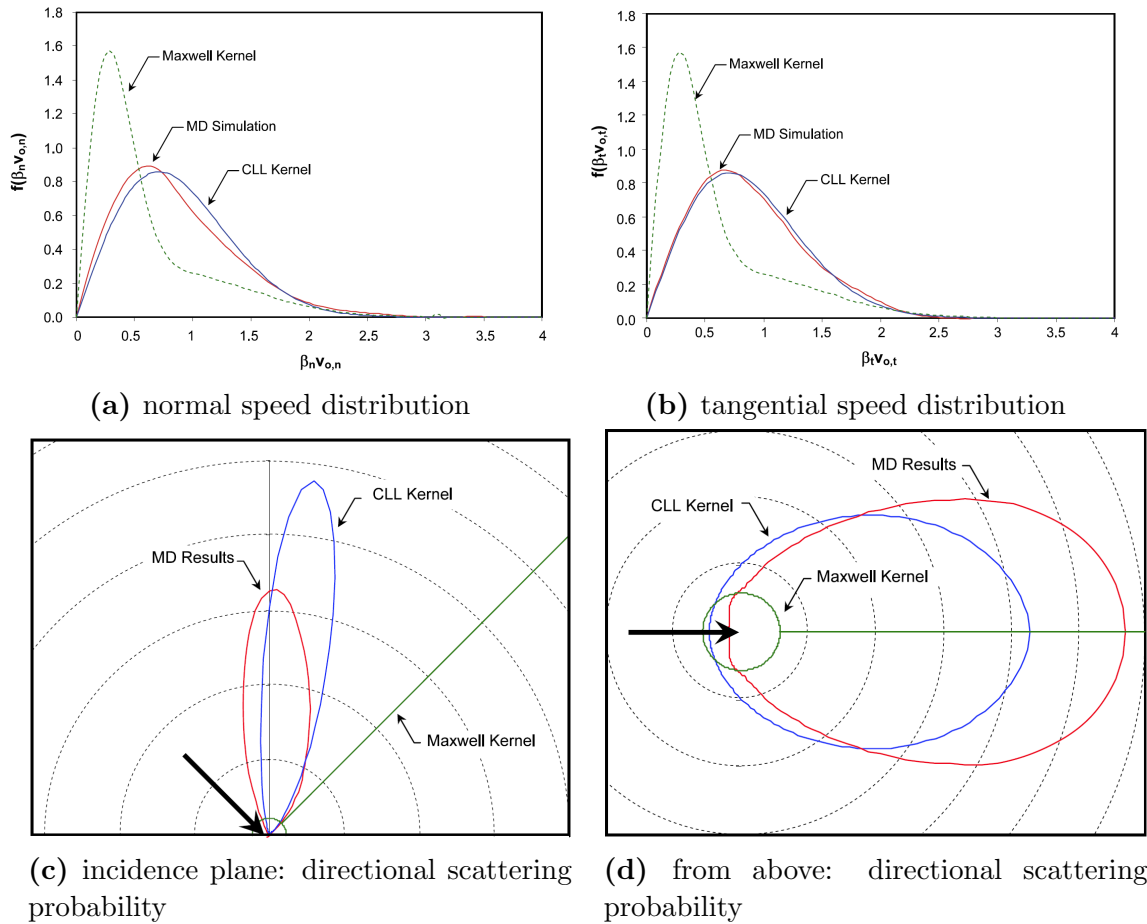 1.8
1.6
1.4
1.2
1.0
0.8
0.6
0.4
0.2
0.0
f(βₙvₒ,ₙ)
Maxwell Kernel
MD Simulation
CLL Kernel
0 0.5 1 1.5 2 2.5 3 3.5 4
βₙvₒ,ₙ
(a) normal speed distribution
1.8
1.6
1.4
1.2
1.0
0.8
0.6
0.4
0.2
0.0
f(βₜvₒ,ₜ)
Maxwell Kernel
MD Simulation
CLL Kernel
0 0.5 1 1.5 2 2.5 3 3.5 4
βₜvₒ,ₜ
(b) tangential speed distribution
CLL Kernel
MD Results
Maxwell Kernel
(c) incidence plane: directional scattering
probability
MD Results
CLL Kernel
Maxwell Kernel
(d) from above: directional scattering
probability